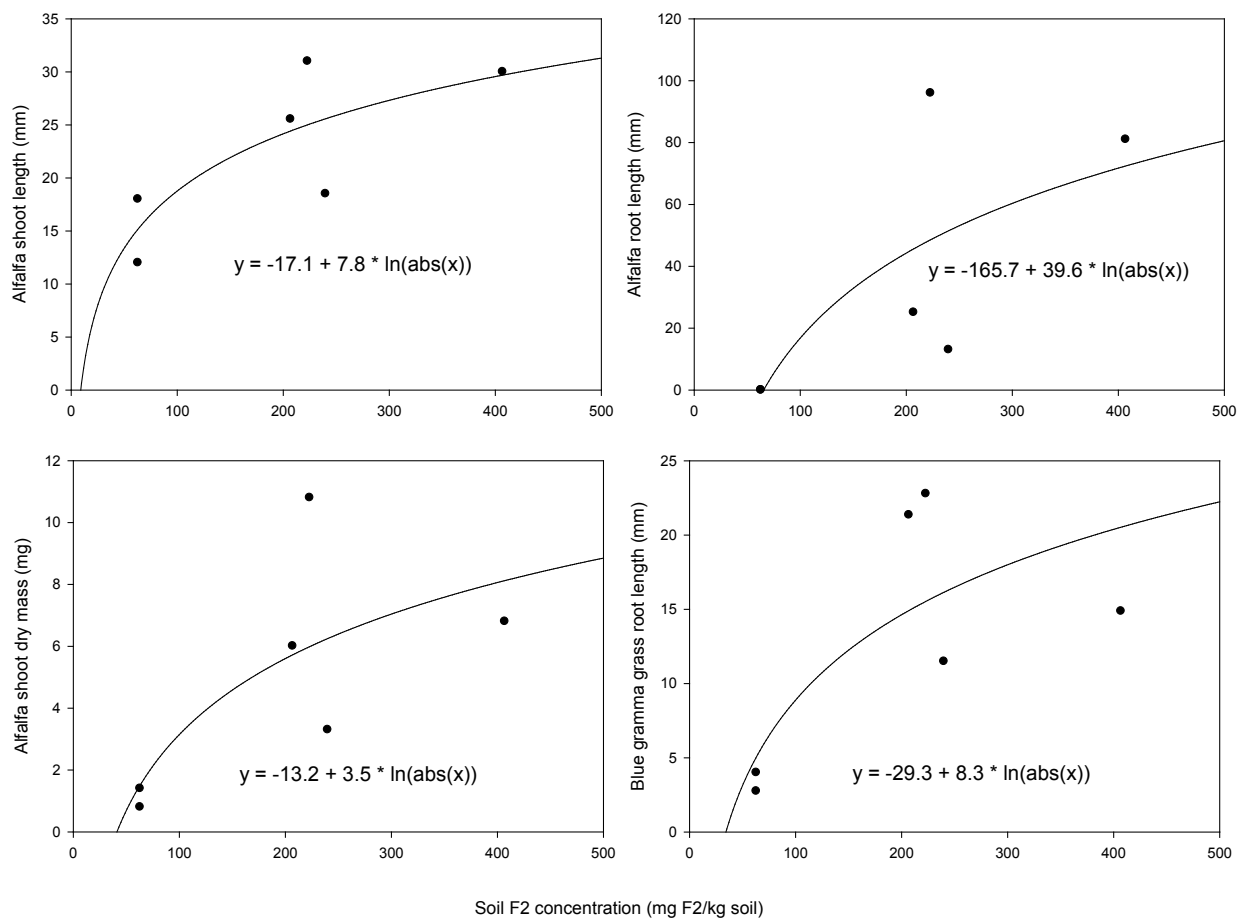 Alfalfa shoot length (mm)
35
30
25
20
15
10
5
0
y = -17.1 + 7.8 * ln(abs(x))
0 100 200 300 400 500
Alfalfa root length (mm)
120
100
80
60
40
20
0
y = -165.7 + 39.6 * ln(abs(x))
0 100 200 300 400 500
Alfalfa shoot dry mass (mg)
12
10
8
6
4
2
0
y = -13.2 + 3.5 * ln(abs(x))
0 100 200 300 400 500
Blue gramma grass root length (mm)
25
20
15
10
5
0
y = -29.3 + 8.3 * ln(abs(x))
0 100 200 300 400 500
Soil F2 concentration (mg F2/kg soil)